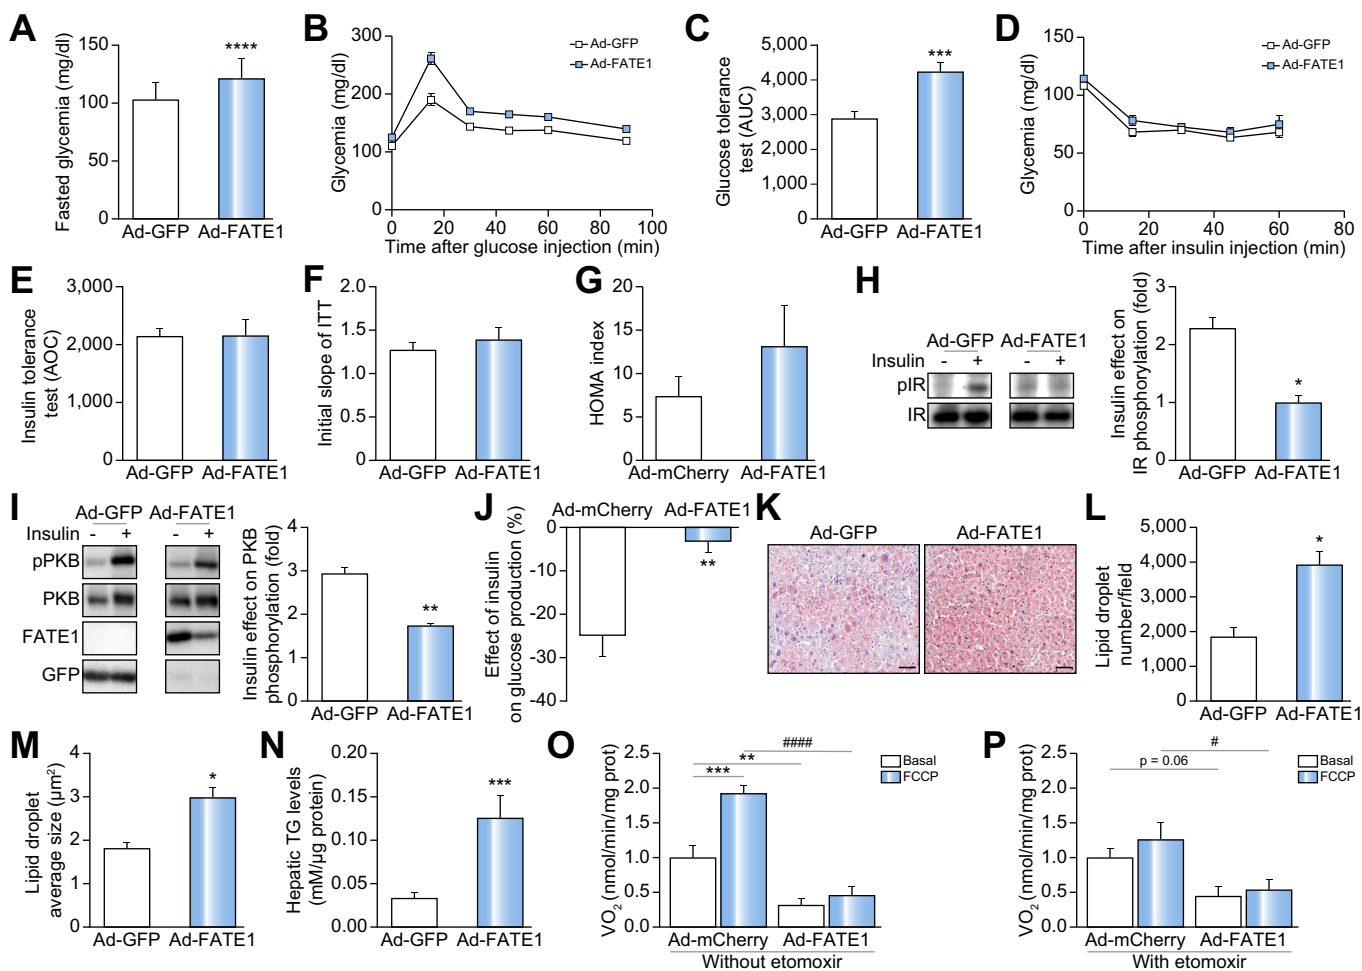 A
Fasted glycemia (mg/dl)
150
100
50
0
****
Ad-GFP Ad-FATE1
B
Glycemia (mg/dl)
300
200
100
0
Ad-GFP
Ad-FATE1
0 20 40 60 80 100
Time after glucose injection (min)
C
Glucose tolerance
test (AUC)
5,000
4,000
3,000
2,000
1,000
0
***
Ad-GFP Ad-FATE1
D
Glycemia (mg/dl)
150
100
50
0
Ad-GFP
Ad-FATE1
0 20 40 60 80
Time after insulin injection (min)
E
Insulin tolerance
test (AOC)
3,000
2,000
1,000
0
Ad-GFP Ad-FATE1
F
Initial slope of ITT
2.0
1.5
1.0
0.5
0
Ad-GFP Ad-FATE1
G
HOMA index
20
15
10
5
0
Ad-mCherry Ad-FATE1
H
Ad-GFP Ad-FATE1
Insulin - + - +
pIR
IR
Insulin effect on
IR phosphorylation (fold)
3
2
1
0
*
Ad-GFP Ad-FATE1
I
Ad-GFP Ad-FATE1
Insulin - + - +
pPKB
PKB
FATE1
GFP
Insulin effect on PKB
phosphorylation (fold)
4
3
2
1
0
**
Ad-GFP Ad-FATE1
J
Ad-mCherry Ad-FATE1
Effect of insulin
on glucose production (%)
0
-10
-20
-30
-40
**
K
Ad-GFP Ad-FATE1
L
Lipid droplet
number/field
5,000
4,000
3,000
2,000
1,000
0
*
Ad-GFP Ad-FATE1
M
Lipid droplet
average size (µm²)
4
3
2
1
0
*
Ad-GFP Ad-FATE1
N
Hepatic TG levels
(mM/µg protein)
0.20
0.15
0.10
0.05
0.00
***
Ad-GFP Ad-FATE1
O
VO₂ (nmol/min/mg prot)
2.5
2.0
1.5
1.0
0.5
0.0
####
**
***
Basal
FCCP
Ad-mCherry Ad-FATE1
Without etomoxir
P
VO₂ (nmol/min/mg prot)
2.5
2.0
1.5
1.0
0.5
0.0
#
p = 0.06
Basal
FCCP
Ad-mCherry Ad-FATE1
With etomoxir